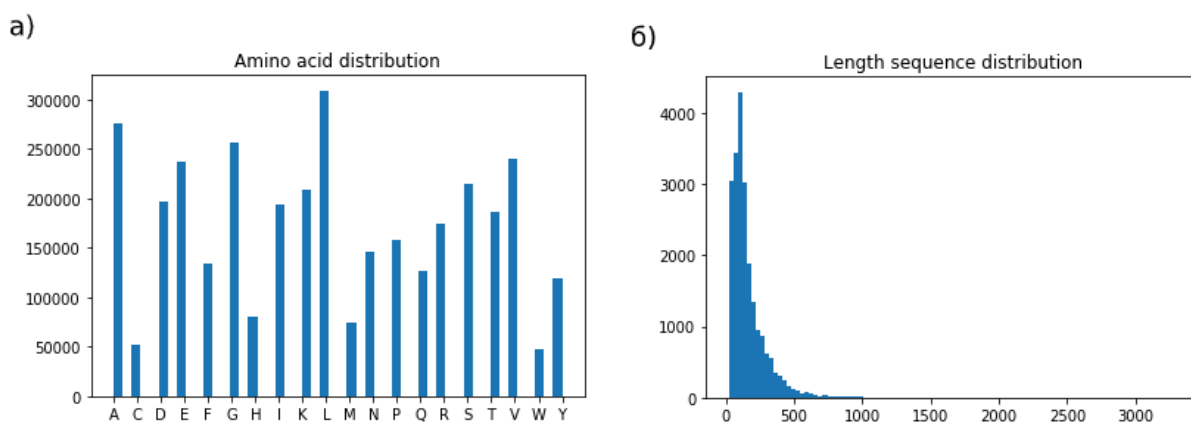 а)
Amino acid distribution
300000
250000
200000
150000
100000
50000
0
A C D E F G H I K L M N P Q R S T V W Y
б)
Length sequence distribution
4000
3000
2000
1000
0
0 500 1000 1500 2000 2500 3000